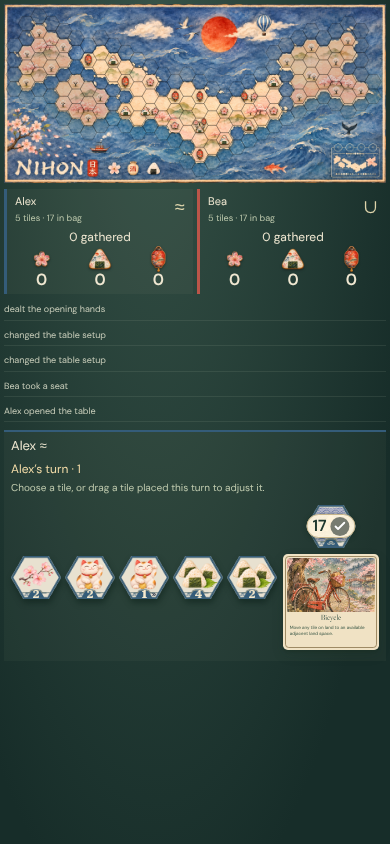 NIHON 日本 酒
Alex
5 tiles · 17 in bag
0 gathered
0 0 0
Bea
5 tiles · 17 in bag
0 gathered
0 0 0
dealt the opening hands
changed the table setup
changed the table setup
Bea took a seat
Alex opened the table
Alex ≈
Alex's turn · 1
Choose a tile, or drag a tile placed this turn to adjust it.
17
2 2 1 4 2
Bicycle
Move any tile on land to an available
adjacent land space.